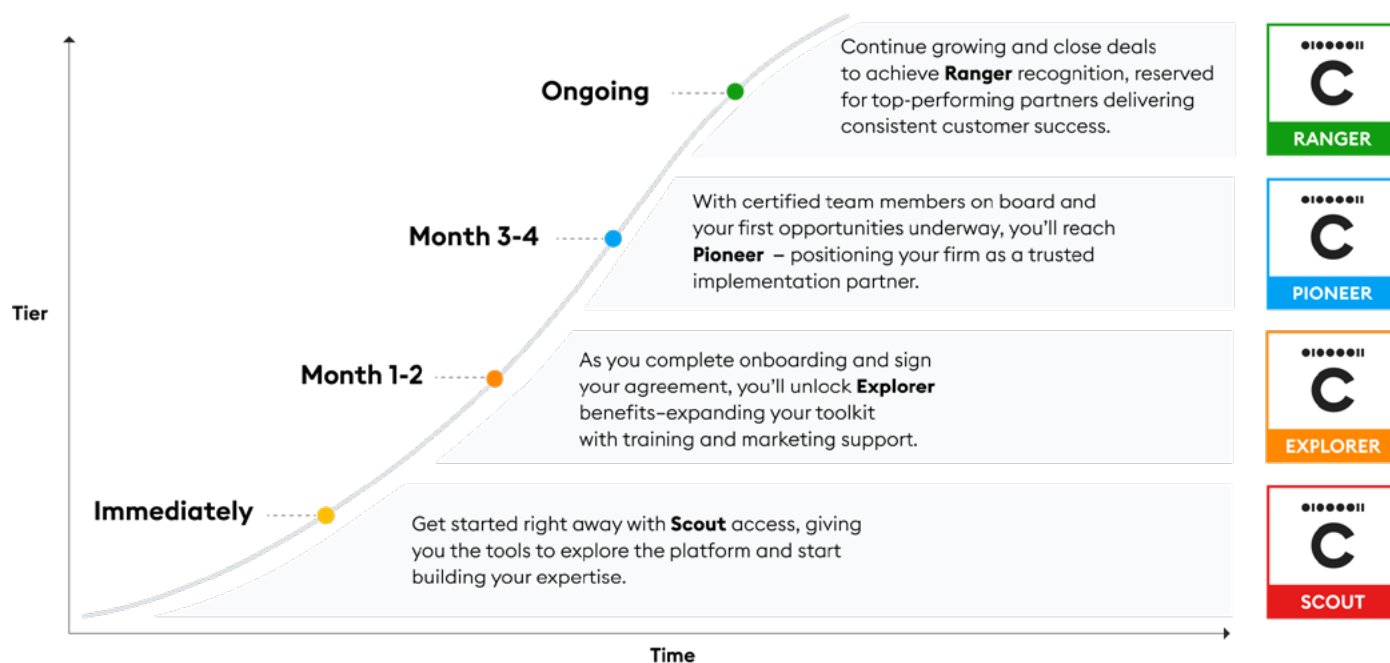 Ongoing
Continue growing and close deals
to achieve Ranger recognition, reserved
for top-performing partners delivering
consistent customer success.
C
RANGER
Month 3-4
With certified team members on board and
your first opportunities underway, you’ll reach
Pioneer – positioning your firm as a trusted
implementation partner.
C
PIONEER
Tier
Month 1-2
As you complete onboarding and sign
your agreement, you’ll unlock Explorer
benefits–expanding your toolkit
with training and marketing support.
C
EXPLORER
Immediately
Get started right away with Scout access, giving
you the tools to explore the platform and start
building your expertise.
C
SCOUT
Time